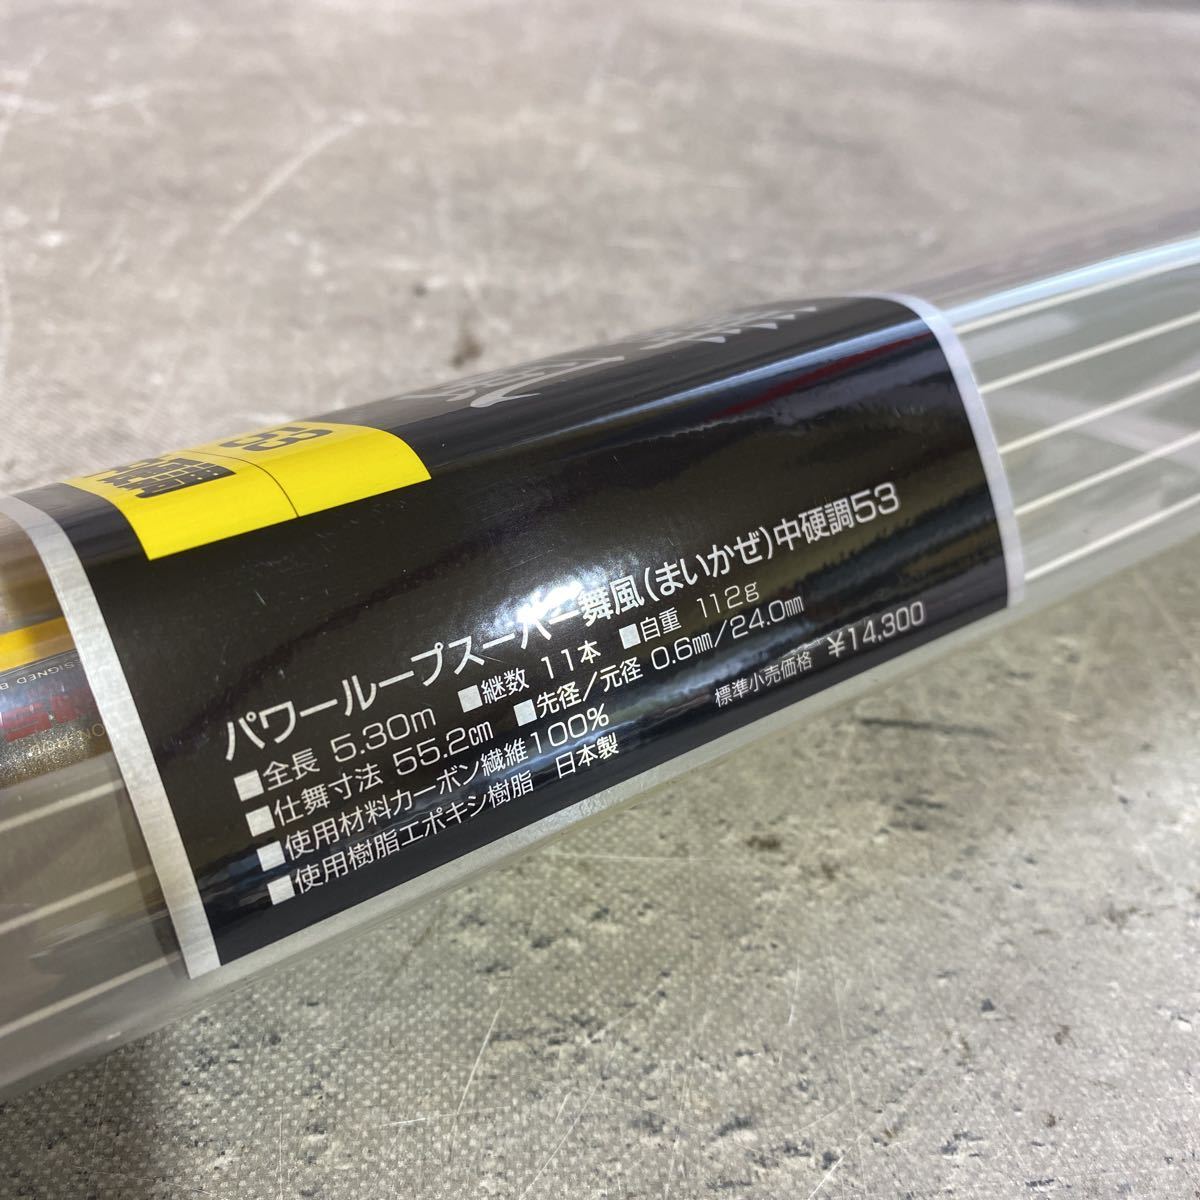 53
中硬調
パワーループスーパー舞風(まいかぜ)中硬調53
■全長 5.30m ■継数 11本 ■自重 112g
■仕舞寸法 55.2cm ■先径/元径 0.6mm/24.0mm
■使用材料カーボン繊維100%
■使用樹脂エポキシ樹脂 日本製
標準小売価格 ¥14,300